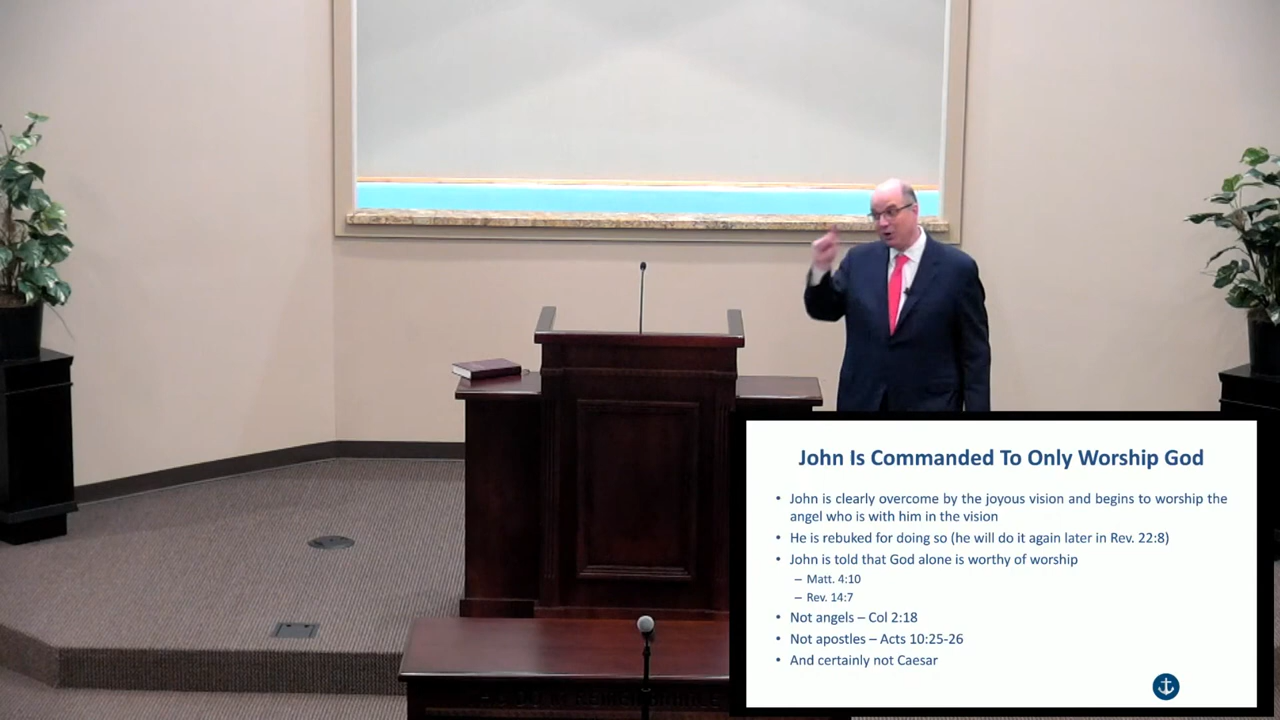 John Is Commanded To Only Worship God
• John is clearly overcome by the joyous vision and begins to worship the
angel who is with him in the vision
• He is rebuked for doing so (he will do it again later in Rev. 22:8)
• John is told that God alone is worthy of worship
– Matt. 4:10
– Rev. 14:7
• Not angels – Col 2:18
• Not apostles – Acts 10:25-26
• And certainly not Caesar